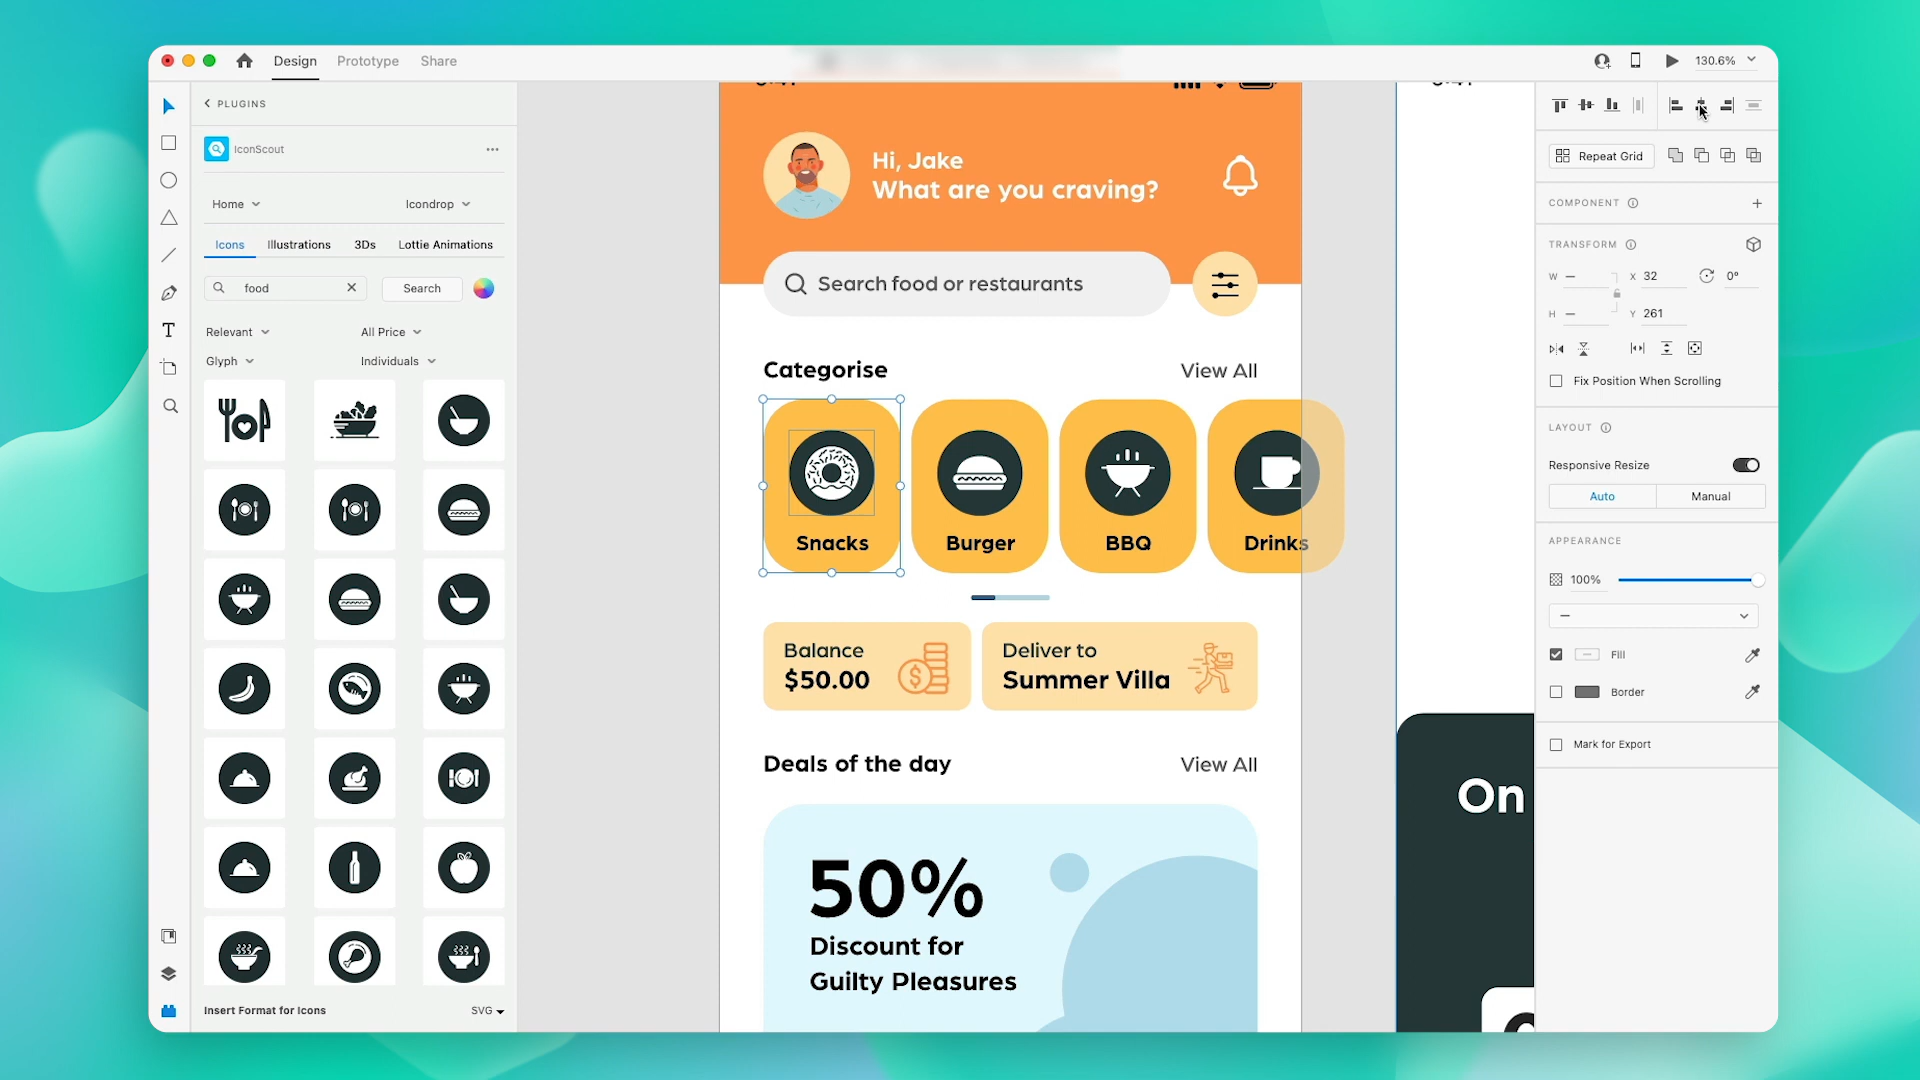 Design
Prototype
Share
130.6%
PLUGINS
IconScout
Home
Icondrop
Icons
Illustrations
3Ds
Lottie Animations
food
Search
Relevant
All Price
Glyph
Individuals
Insert Format for Icons
SVG
Hi, Jake
What are you craving?
Search food or restaurants
Categorise
View All
Snacks
Burger
BBQ
Drinks
Balance
$50.00
Deliver to
Summer Villa
Deals of the day
View All
50%
Discount for
Guilty Pleasures
On
Repeat Grid
COMPONENT
TRANSFORM
W –
X 32
0°
H –
Y 261
Fix Position When Scrolling
LAYOUT
Responsive Resize
Auto
Manual
APPEARANCE
100%
–
Fill
Border
Mark for Export